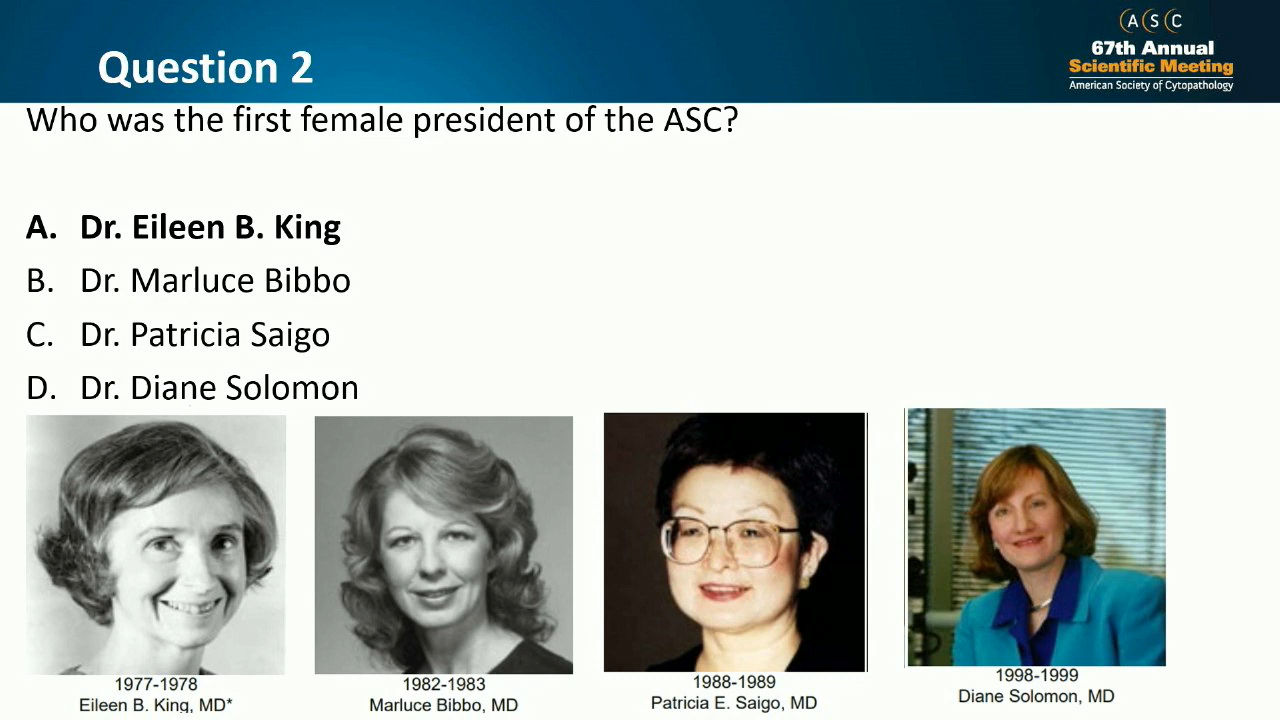 Question 2
A S C
67th Annual
Scientific Meeting
American Society of Cytopathology
Who was the first female president of the ASC?
A. Dr. Eileen B. King
B. Dr. Marluce Bibbo
C. Dr. Patricia Saigo
D. Dr. Diane Solomon
1977-1978
Eileen B. King, MD*
1982-1983
Marluce Bibbo, MD
1988-1989
Patricia E. Saigo, MD
1998-1999
Diane Solomon, MD